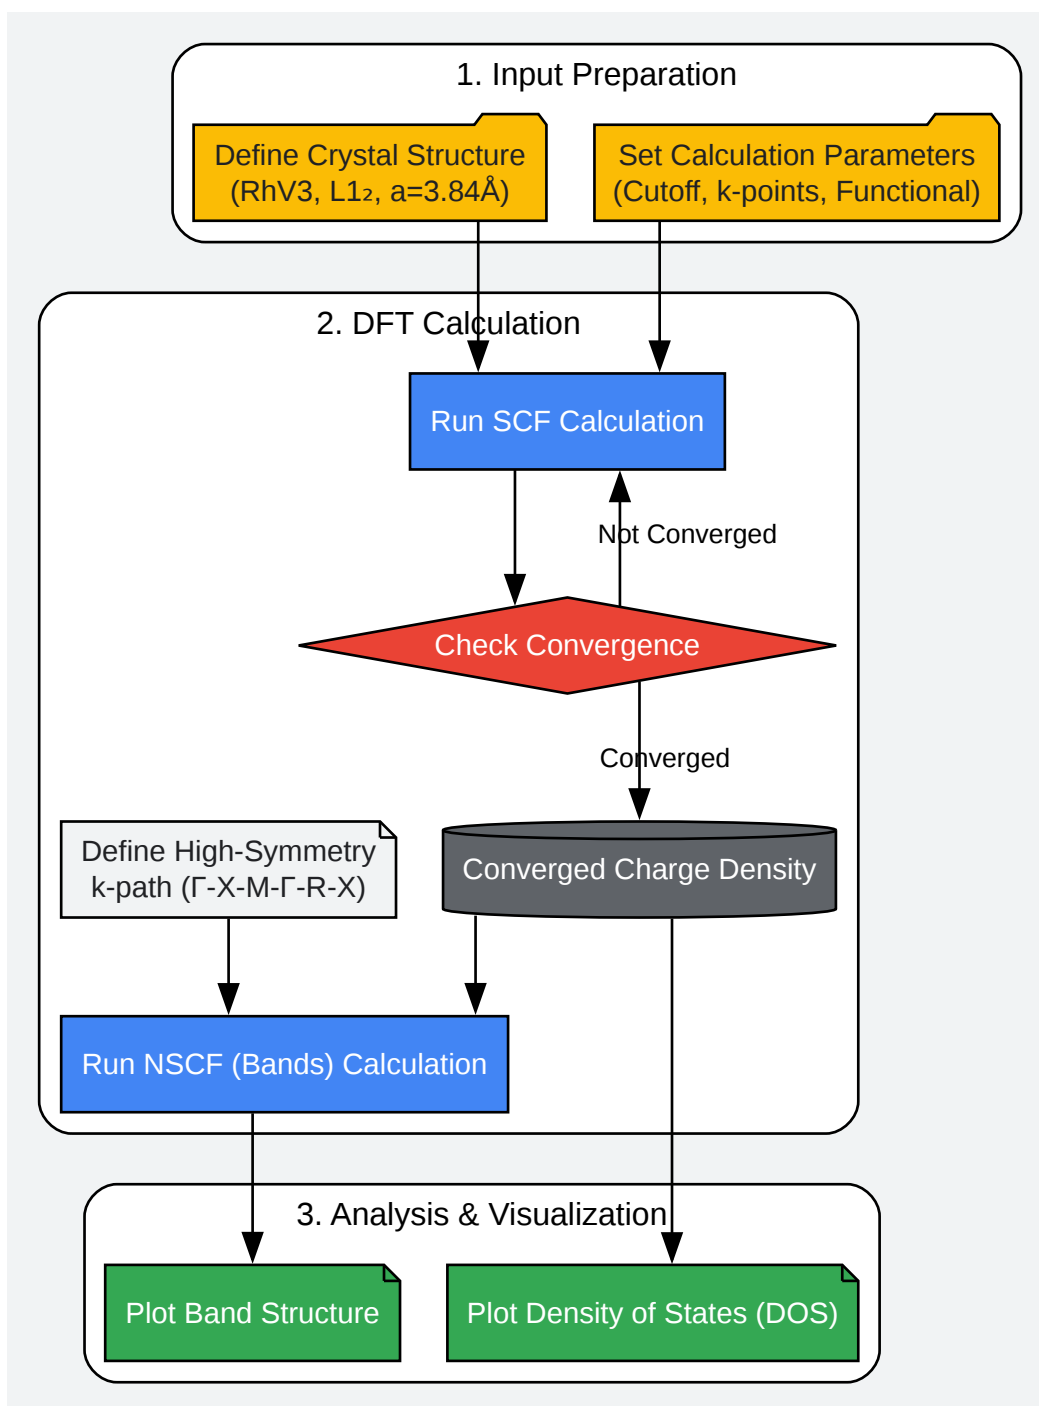 1. Input Preparation
Define Crystal Structure
(RhV3, L1₂, a=3.84Å)
Set Calculation Parameters
(Cutoff, k-points, Functional)
2. DFT Calculation
Run SCF Calculation
Not Converged
Check Convergence
Converged
Define High-Symmetry
k-path (Γ-X-M-Γ-R-X)
Converged Charge Density
Run NSCF (Bands) Calculation
3. Analysis & Visualization
Plot Band Structure
Plot Density of States (DOS)